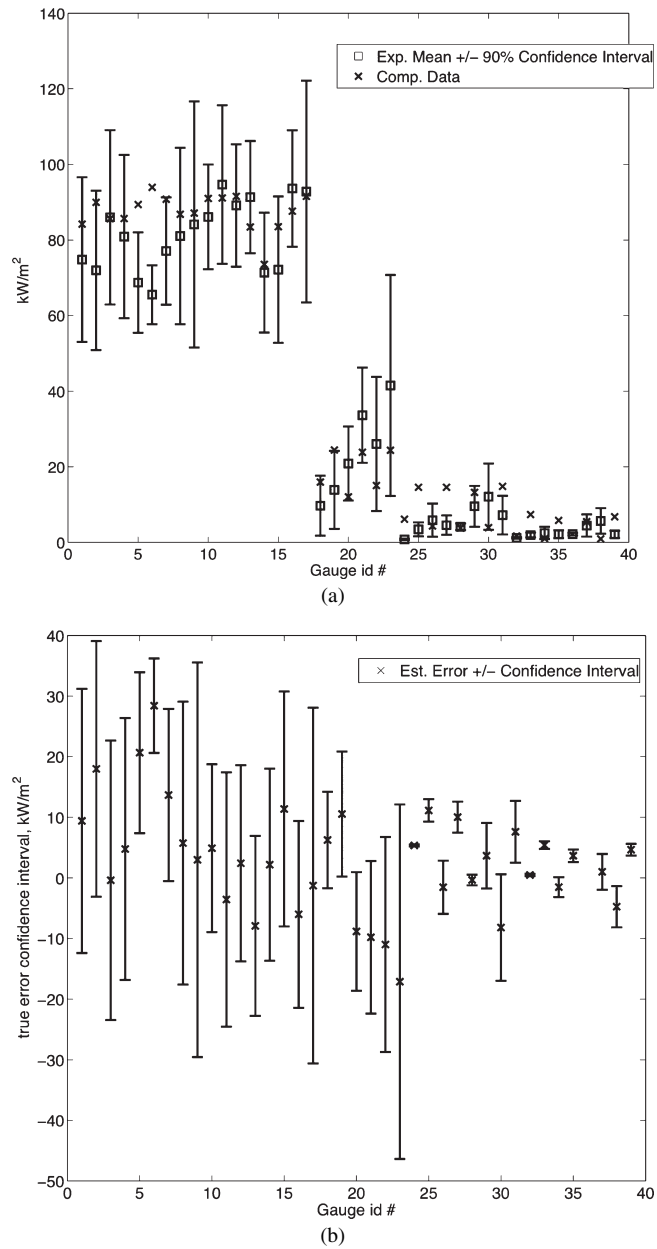 140
120
100
80
60
40
20
0
kW/m²
Exp. Mean +/− 90% Confidence Interval
Comp. Data
0 5 10 15 20 25 30 35 40
Gauge id #
(a)
40
30
20
10
0
−10
−20
−30
−40
−50
true error confidence interval, kW/m²
Est. Error +/− Confidence Interval
0 5 10 15 20 25 30 35 40
Gauge id #
(b)